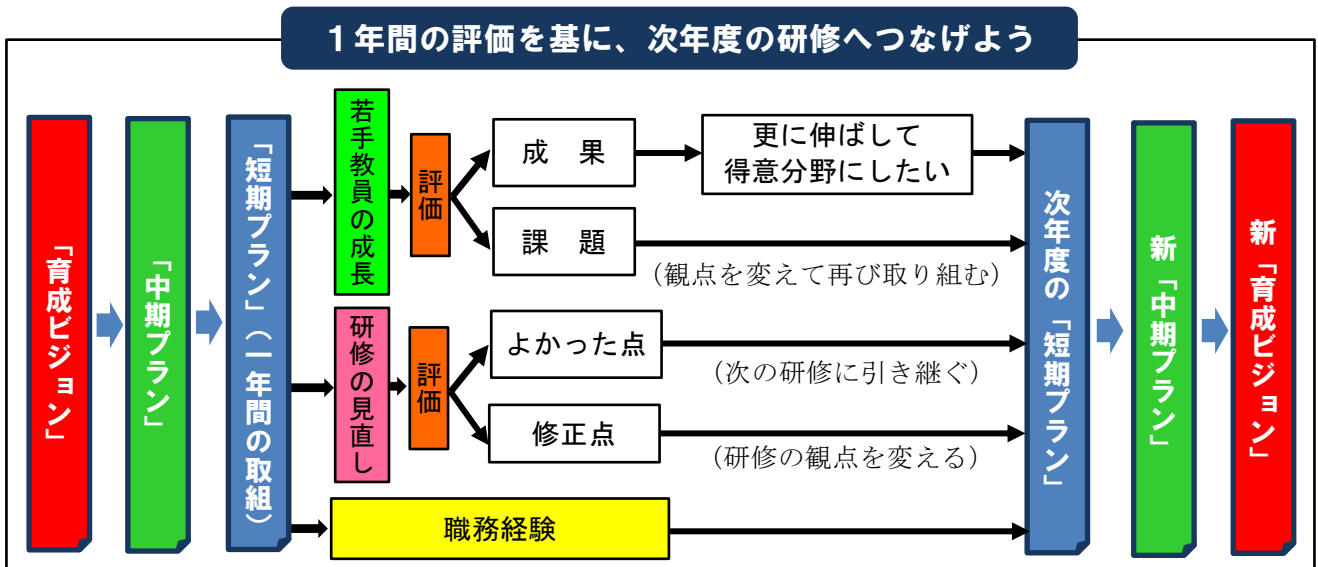 1年間の評価を基に、次年度の研修へつなげよう
「育成ビジョン」
「中期プラン」
「短期プラン」（一年間の取組）
若手教員の成長
評価
成　果
更に伸ばして
得意分野にしたい
課　題
（観点を変えて再び取り組む）
研修の見直し
評価
よかった点
（次の研修に引き継ぐ）
修正点
（研修の観点を変える）
職務経験
次年度の「短期プラン」
新「中期プラン」
新「育成ビジョン」